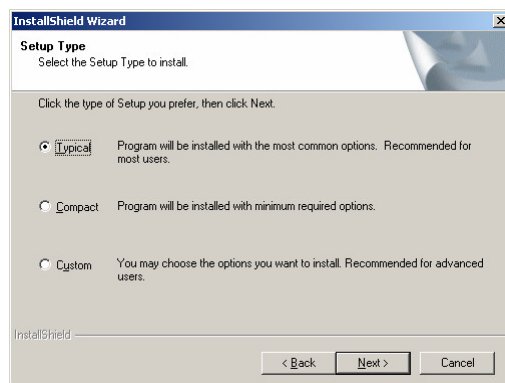 InstallShield Wizard
Setup Type
Select the Setup Type to install.
Click the type of Setup you prefer, then click Next.
Typical
Program will be installed with the most common options. Recommended for
most users.
Compact
Program will be installed with minimum required options.
Custom
You may choose the options you want to install. Recommended for advanced
users.
InstallShield
< Back
Next >
Cancel